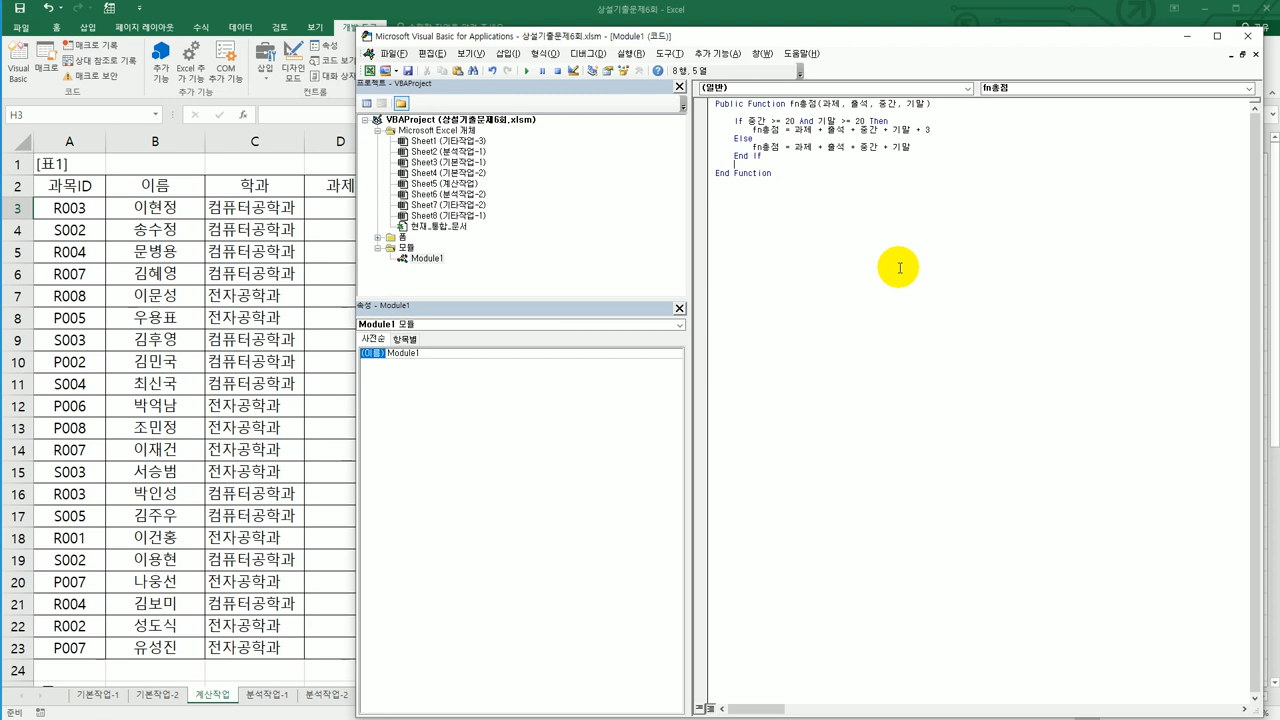 상설기출문제6회 - Excel
파일 홈 삽입 페이지 레이아웃 수식 데이터 검토 보기
Microsoft Visual Basic for Applications - 상설기출문제6회.xlsm - [Module1 (코드)]
파일(F) 편집(E) 보기(V) 삽입(I) 형식(O) 디버그(D) 실행(R) 도구(T) 추가 기능(A) 창(W) 도움말(H)
8 행, 5 열
Visual Basic
매크로
매크로 기록
상대 참조로 기록
매크로 보안
코드
추가 기능
Excel 추가 기능
COM 추가 기능
추가 기능
삽입
디자인 모드
속성
코드 보기
컨트롤
H3
A B C D
1 [표1]
2 과목ID 이름 학과 과제
3 R003 이현정 컴퓨터공학과
4 S002 송수정 컴퓨터공학과
5 R004 문병용 컴퓨터공학과
6 R007 김혜영 컴퓨터공학과
7 R008 이문성 전자공학과
8 P005 우용표 전자공학과
9 S003 김후영 컴퓨터공학과
10 P002 김민국 컴퓨터공학과
11 S004 최신국 컴퓨터공학과
12 P006 박억남 전자공학과
13 P008 조민정 전자공학과
14 R007 이재건 전자공학과
15 S003 서승범 전자공학과
16 R003 박인성 컴퓨터공학과
17 S005 김주우 컴퓨터공학과
18 R001 이건홍 전자공학과
19 S002 이용현 컴퓨터공학과
20 P007 나웅선 전자공학과
21 R004 김보미 컴퓨터공학과
22 R002 성도식 전자공학과
23 P007 유성진 전자공학과
24
기본작업-1 기본작업-2 계산작업 분석작업-1 분석작업-2
준비
프로젝트 - VBAProject
VBAProject (상설기출문제6회.xlsm)
Microsoft Excel 개체
Sheet1 (기타작업-3)
Sheet2 (분석작업-1)
Sheet3 (기본작업-1)
Sheet4 (기본작업-2)
Sheet5 (계산작업)
Sheet6 (분석작업-2)
Sheet7 (기타작업-2)
Sheet8 (기타작업-1)
현재_통합_문서
폼
모듈
Module1
속성 - Module1
Module1 모듈
사전순 항목별
(이름) Module1
(일반) fn총점
Public Function fn총점(과제, 출석, 중간, 기말)
If 중간 >= 20 And 기말 >= 20 Then
fn총점 = 과제 + 출석 + 중간 + 기말 + 3
Else
fn총점 = 과제 + 출석 + 중간 + 기말
End If
End Function